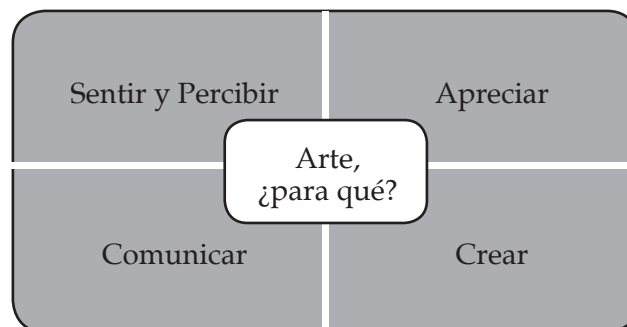 Sentir y Percibir
Apreciar
Arte,
¿para qué?
Comunicar
Crear